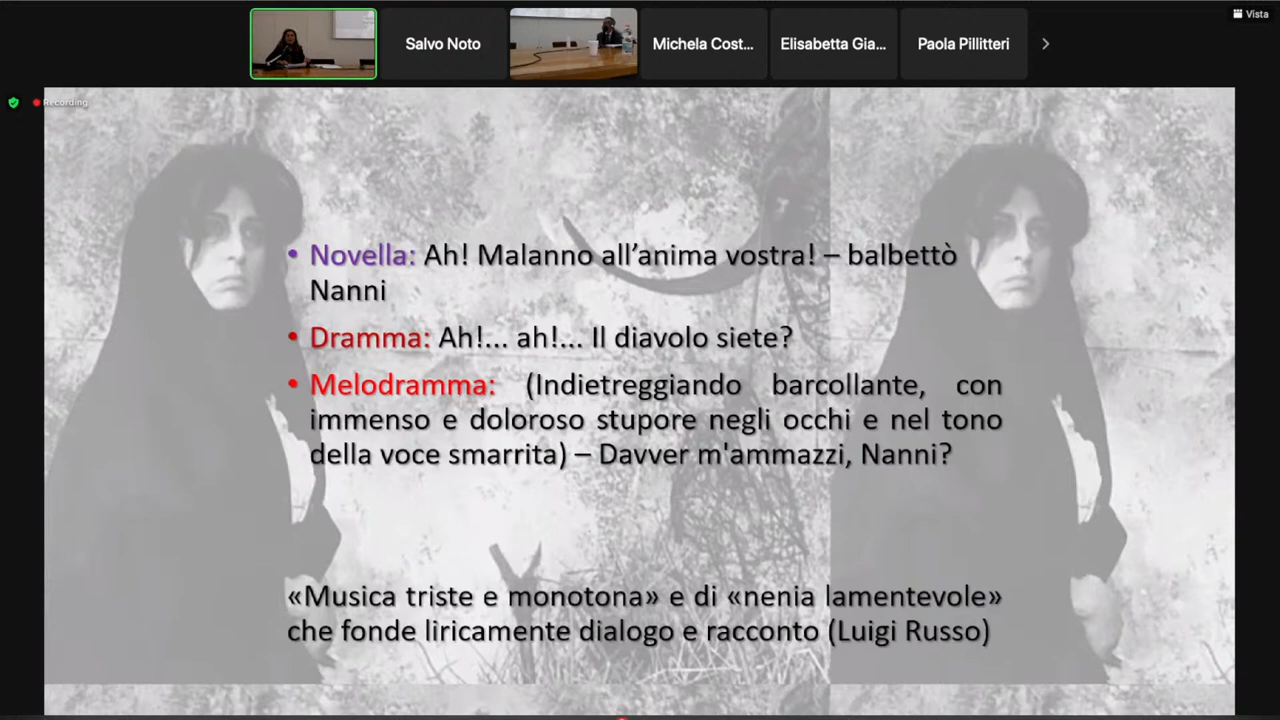 Vista
Salvo Noto
Michela Cost...
Elisabetta Gia...
Paola Pillitteri
Recording
• Novella: Ah! Malanno all’anima vostra! – balbettò
Nanni
• Dramma: Ah!... ah!... Il diavolo siete?
• Melodramma: (Indietreggiando barcollante, con
immenso e doloroso stupore negli occhi e nel tono
della voce smarrita) – Davver m'ammazzi, Nanni?
«Musica triste e monotona» e di «nenia lamentevole»
che fonde liricamente dialogo e racconto (Luigi Russo)